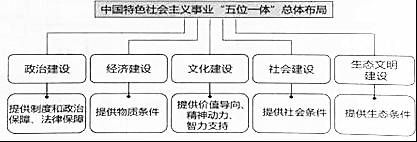 中国特色社会主义事业“五位一体”总体布局
政治建设
经济建设
文化建设
社会建设
生态文明
建设
提供制度和政治
保障、法律保障
提供物质条件
提供价值导向、
精神动力、
智力支持
提供社会条件
提供生态条件